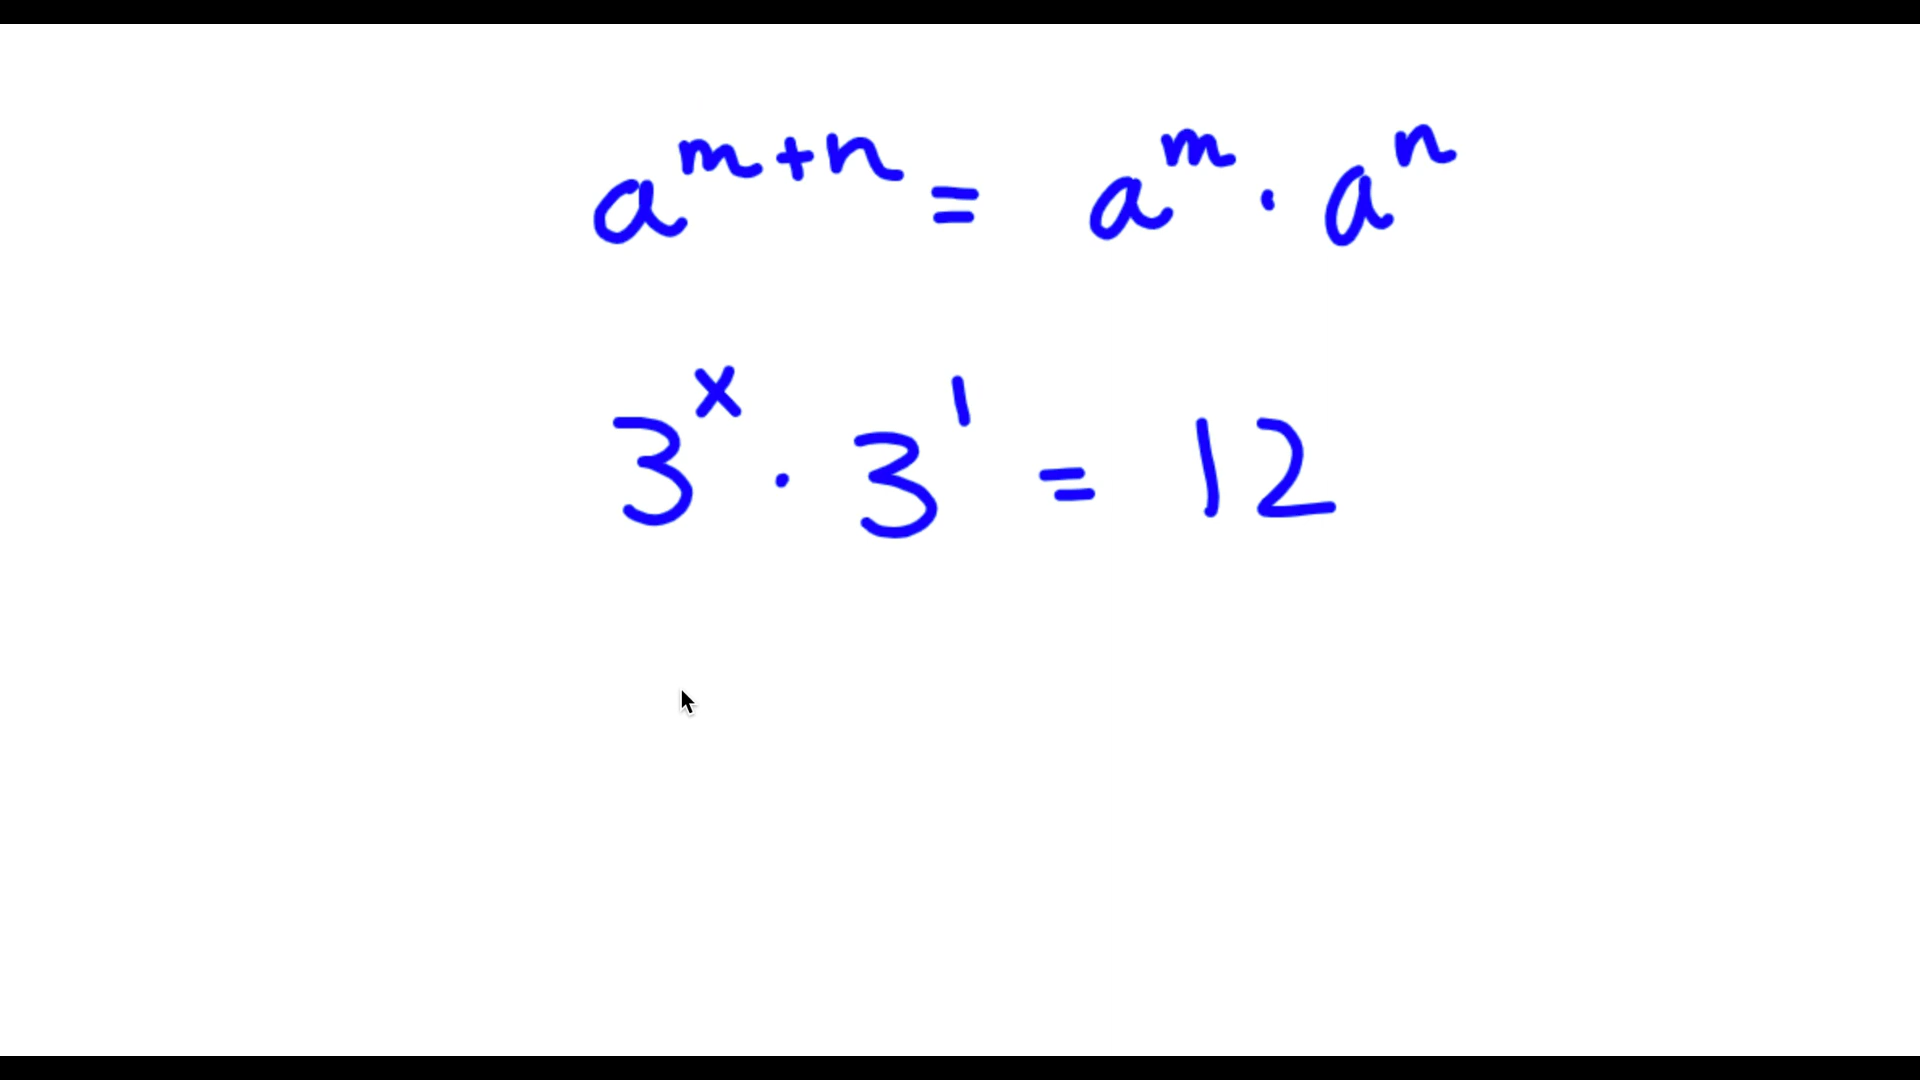 a^{m+n} = a^m · a^n
3^x · 3^1 = 12